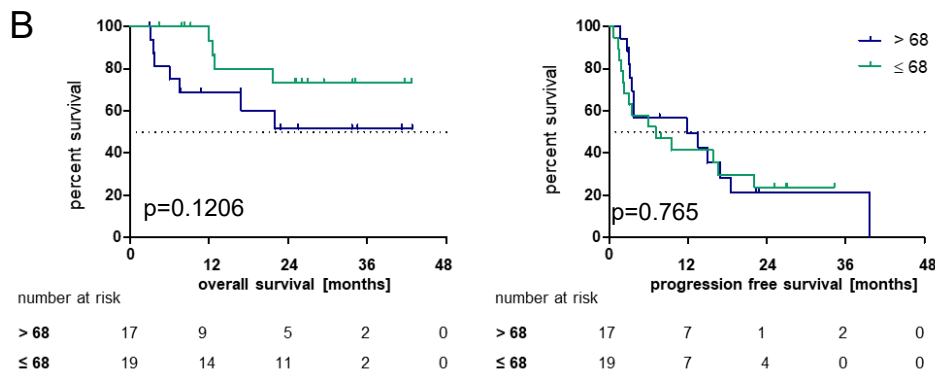 B
100
80
60
40
20
0
percent survival
p=0.1206
0 12 24 36 48
overall survival [months]
number at risk
> 68 17 9 5 2 0
≤ 68 19 14 11 2 0
100
80
60
40
20
0
percent survival
> 68
≤ 68
p=0.765
0 12 24 36 48
progression free survival [months]
number at risk
> 68 17 7 1 2 0
≤ 68 19 7 4 0 0